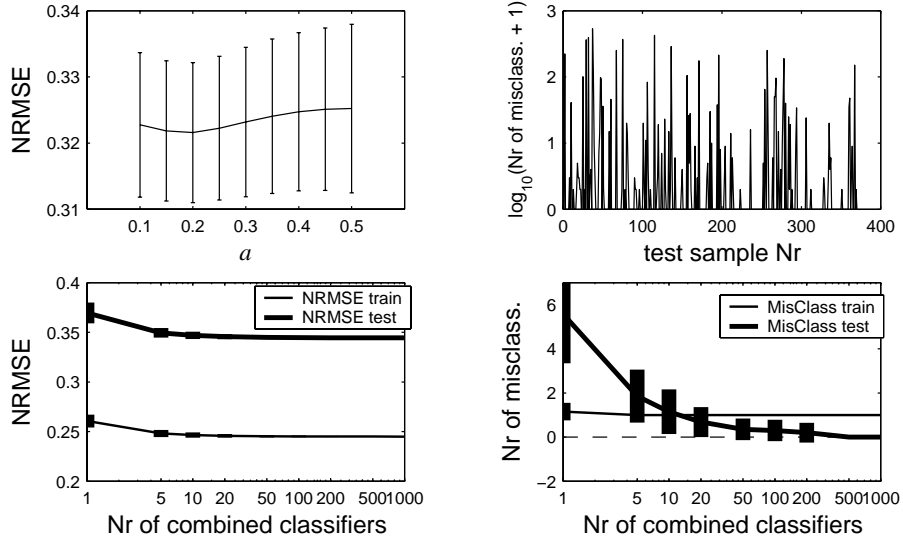 0.34
0.33
0.32
0.31
NRMSE
0.1 0.2 0.3 0.4 0.5
a
3
2
1
0
log10(Nr of misclass. + 1)
0 100 200 300 400
test sample Nr
0.4
0.35
0.3
0.25
0.2
NRMSE
NRMSE train
NRMSE test
1 5 10 20 50 100 200 500 1000
Nr of combined classifiers
6
4
2
0
−2
Nr of misclass.
MisClass train
MisClass test
1 5 10 20 50 100 200 500 1000
Nr of combined classifiers